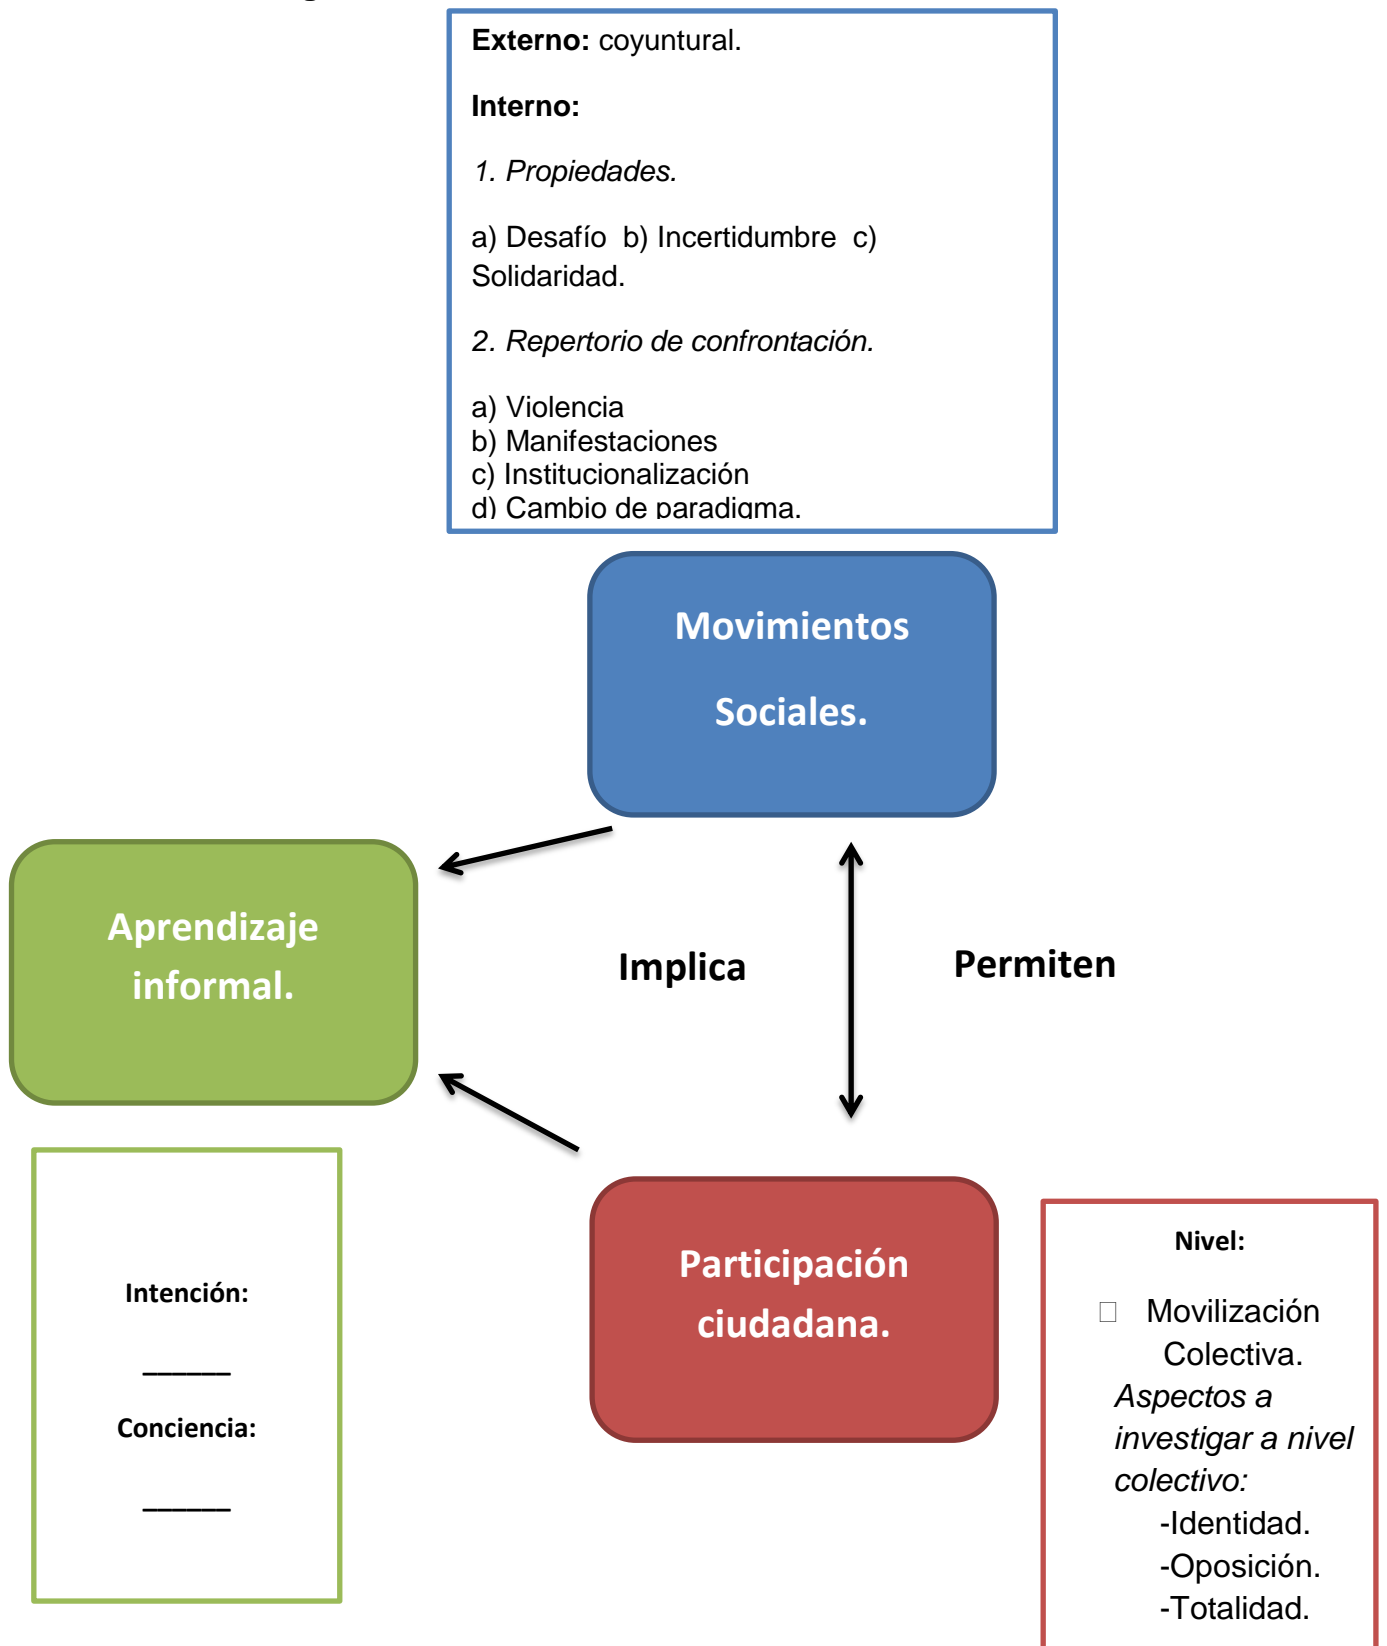 Externo: coyuntural.
Interno:
1. Propiedades.
a) Desafío b) Incertidumbre c)
Solidaridad.
2. Repertorio de confrontación.
a) Violencia
b) Manifestaciones
c) Institucionalización
d) Cambio de paradigma.
Movimientos
Sociales.
Aprendizaje
informal.
Implica
Permiten
Participación
ciudadana.
Intención:
______
Conciencia:
______
Nivel:
Movilización
Colectiva.
Aspectos a
investigar a nivel
colectivo:
-Identidad.
-Oposición.
-Totalidad.